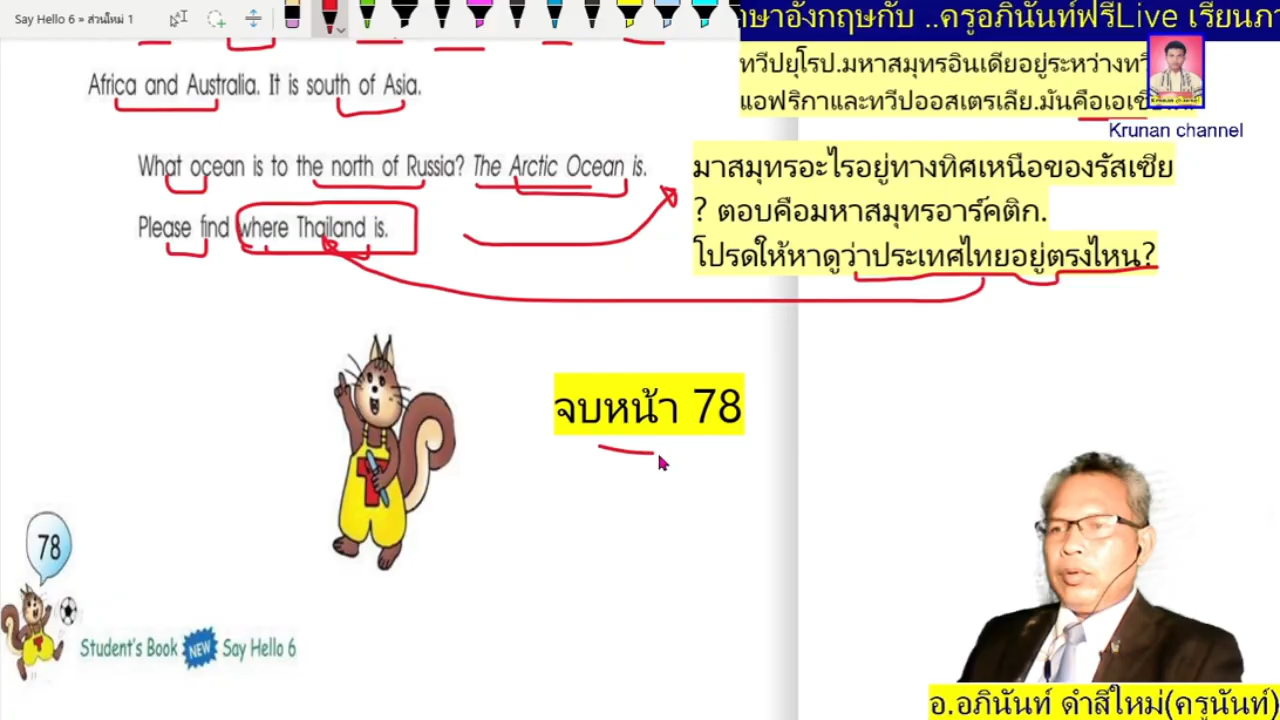 Say Hello 6 » ส่วนใหม่ 1
ษาอังกฤษกับ ..ครูอภินันท์ฟรีLive เรียนภา
ทวีปยุโรป.มหาสมุทรอินเดียอยู่ระหว่างทวี
แอฟริกาและทวีปออสเตรเลีย.มันคือเอเชี
Krunan channel
Africa and Australia. It is south of Asia.
What ocean is to the north of Russia? The Arctic Ocean is.
Please find where Thailand is.
มาสมุทรอะไรอยู่ทางทิศเหนือของรัสเซีย
? ตอบคือมหาสมุทรอาร์คติก.
โปรดให้หาดูว่าประเทศไทยอยู่ตรงไหน?
จบหน้า 78
T
78
Student's Book NEW Say Hello 6
อ.อภินันท์ ดำสีใหม่(ครูนันท์)